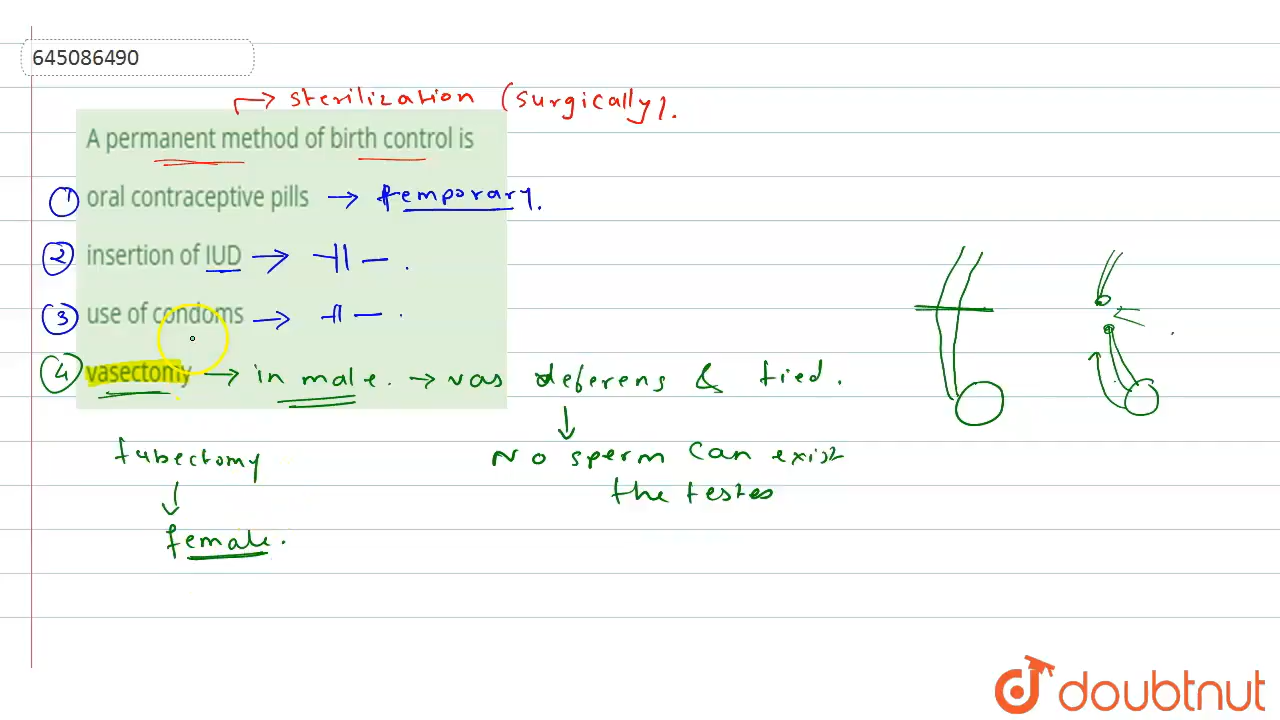 645086490
sterilization (surgically).
A permanent method of birth control is
1 oral contraceptive pills → temporary.
2 insertion of IUD → —||— .
3 use of condoms → —||— .
4 vasectomy → in male. → vas deferens & tied.
tubectomy
No sperm can exist
the testes
female.
doubtnut